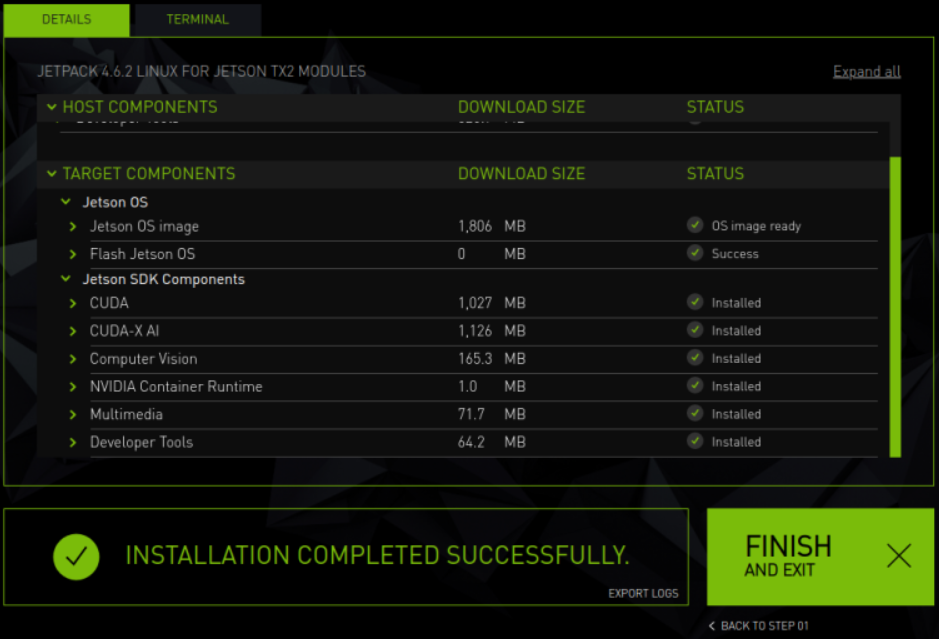 DETAILS TERMINAL
JETPACK 4.6.2 LINUX FOR JETSON TX2 MODULES Expand all
HOST COMPONENTS DOWNLOAD SIZE STATUS
TARGET COMPONENTS DOWNLOAD SIZE STATUS
Jetson OS
Jetson OS image 1,806 MB OS image ready
Flash Jetson OS 0 MB Success
Jetson SDK Components
CUDA 1,027 MB Installed
CUDA-X AI 1,126 MB Installed
Computer Vision 165.3 MB Installed
NVIDIA Container Runtime 1.0 MB Installed
Multimedia 71.7 MB Installed
Developer Tools 64.2 MB Installed
INSTALLATION COMPLETED SUCCESSFULLY.
EXPORT LOGS
FINISH
AND EXIT
BACK TO STEP 01